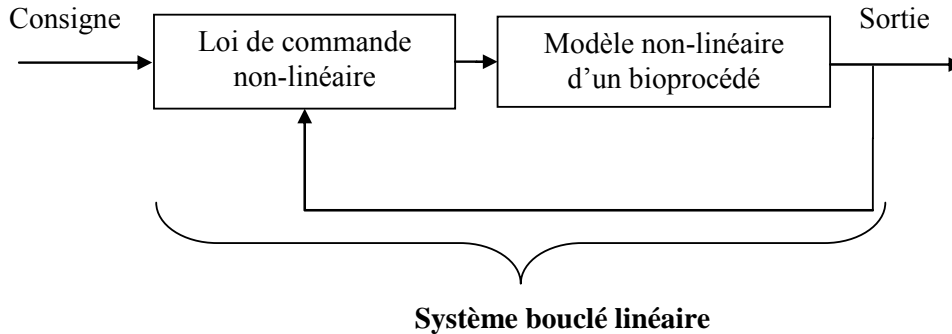 Consigne
Loi de commande
non-linéaire
Modèle non-linéaire
d’un bioprocédé
Sortie
Système bouclé linéaire